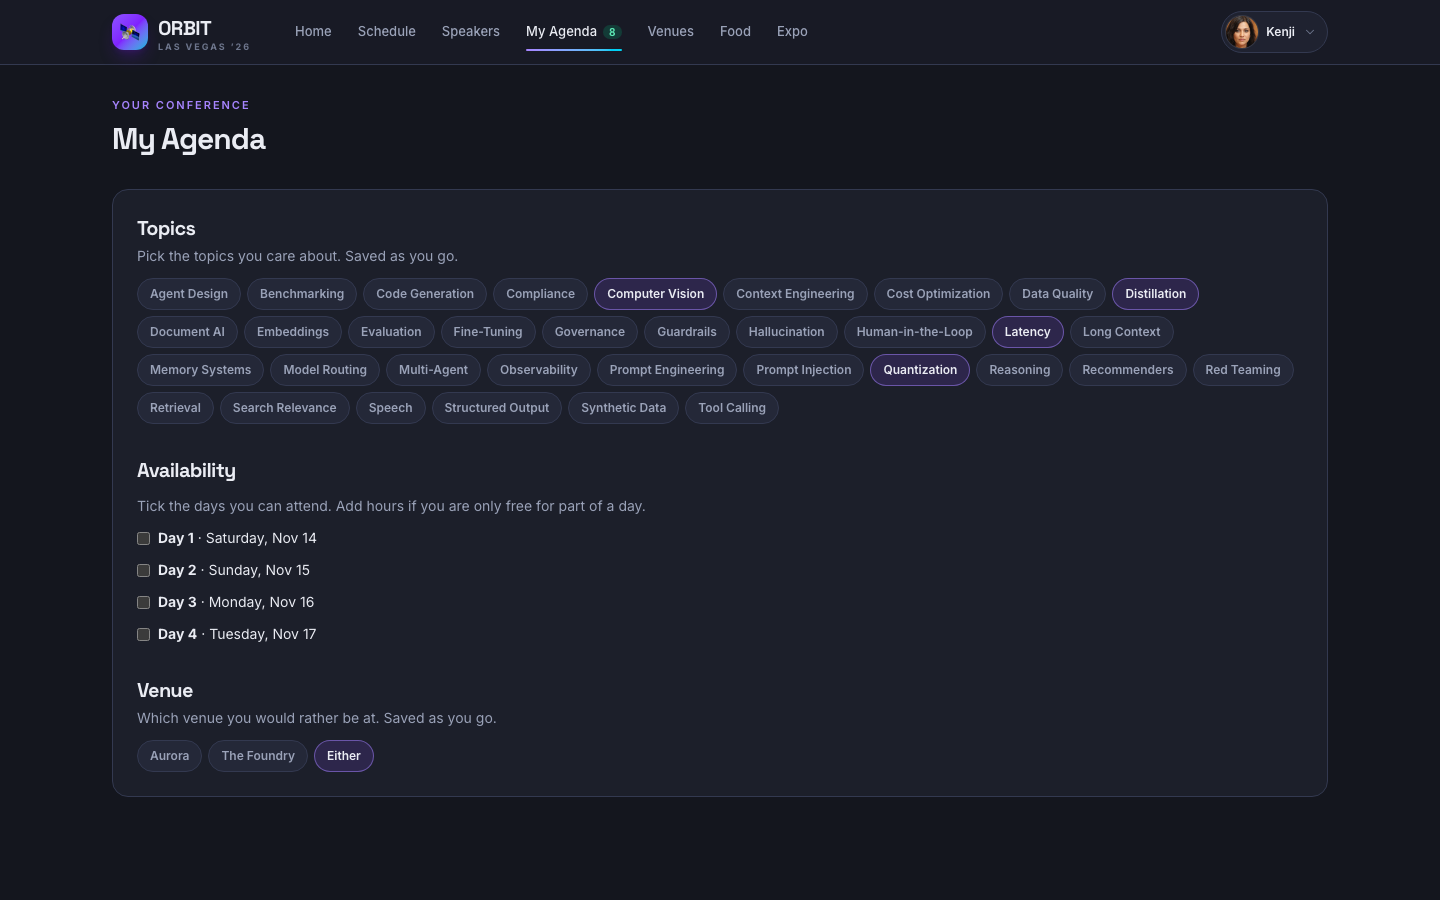 ORBIT
LAS VEGAS '26
Home Schedule Speakers My Agenda 8 Venues Food Expo
Kenji
YOUR CONFERENCE
My Agenda
Topics
Pick the topics you care about. Saved as you go.
Agent Design Benchmarking Code Generation Compliance Computer Vision Context Engineering Cost Optimization Data Quality Distillation
Document AI Embeddings Evaluation Fine-Tuning Governance Guardrails Hallucination Human-in-the-Loop Latency Long Context
Memory Systems Model Routing Multi-Agent Observability Prompt Engineering Prompt Injection Quantization Reasoning Recommenders Red Teaming
Retrieval Search Relevance Speech Structured Output Synthetic Data Tool Calling
Availability
Tick the days you can attend. Add hours if you are only free for part of a day.
Day 1 · Saturday, Nov 14
Day 2 · Sunday, Nov 15
Day 3 · Monday, Nov 16
Day 4 · Tuesday, Nov 17
Venue
Which venue you would rather be at. Saved as you go.
Aurora The Foundry Either